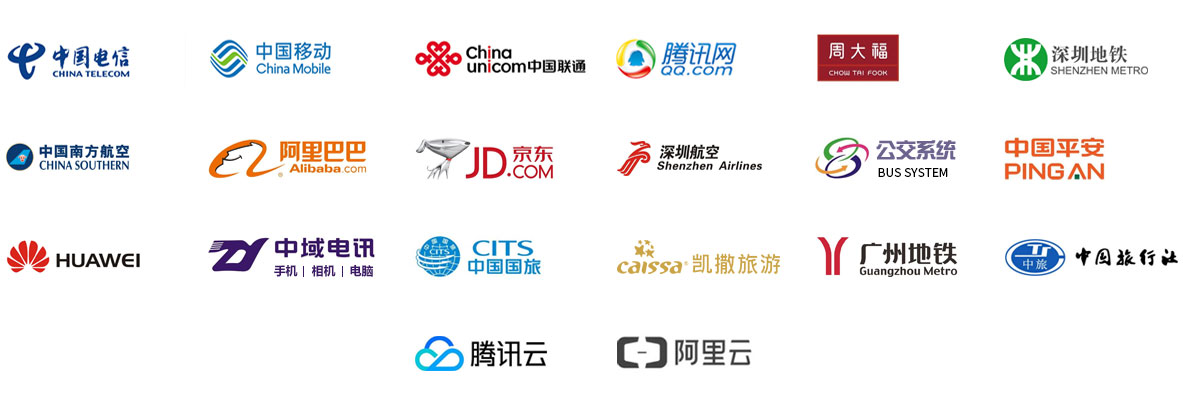 中国电信
CHINA TELECOM
中国移动
China Mobile
China
unicom中国联通
腾讯网
QQ.com
周大福
CHOW TAI FOOK
深圳地铁
SHENZHEN METRO
中国南方航空
CHINA SOUTHERN
阿里巴巴
Alibaba.com
JD.京东
.COM
深圳航空
Shenzhen Airlines
公交系统
BUS SYSTEM
中国平安
PING AN
HUAWEI
中域电讯
手机 | 相机 | 电脑
CITS
中国国旅
caissa® 凯撒旅游
广州地铁
Guangzhou Metro
中旅
中国旅行社
腾讯云
阿里云